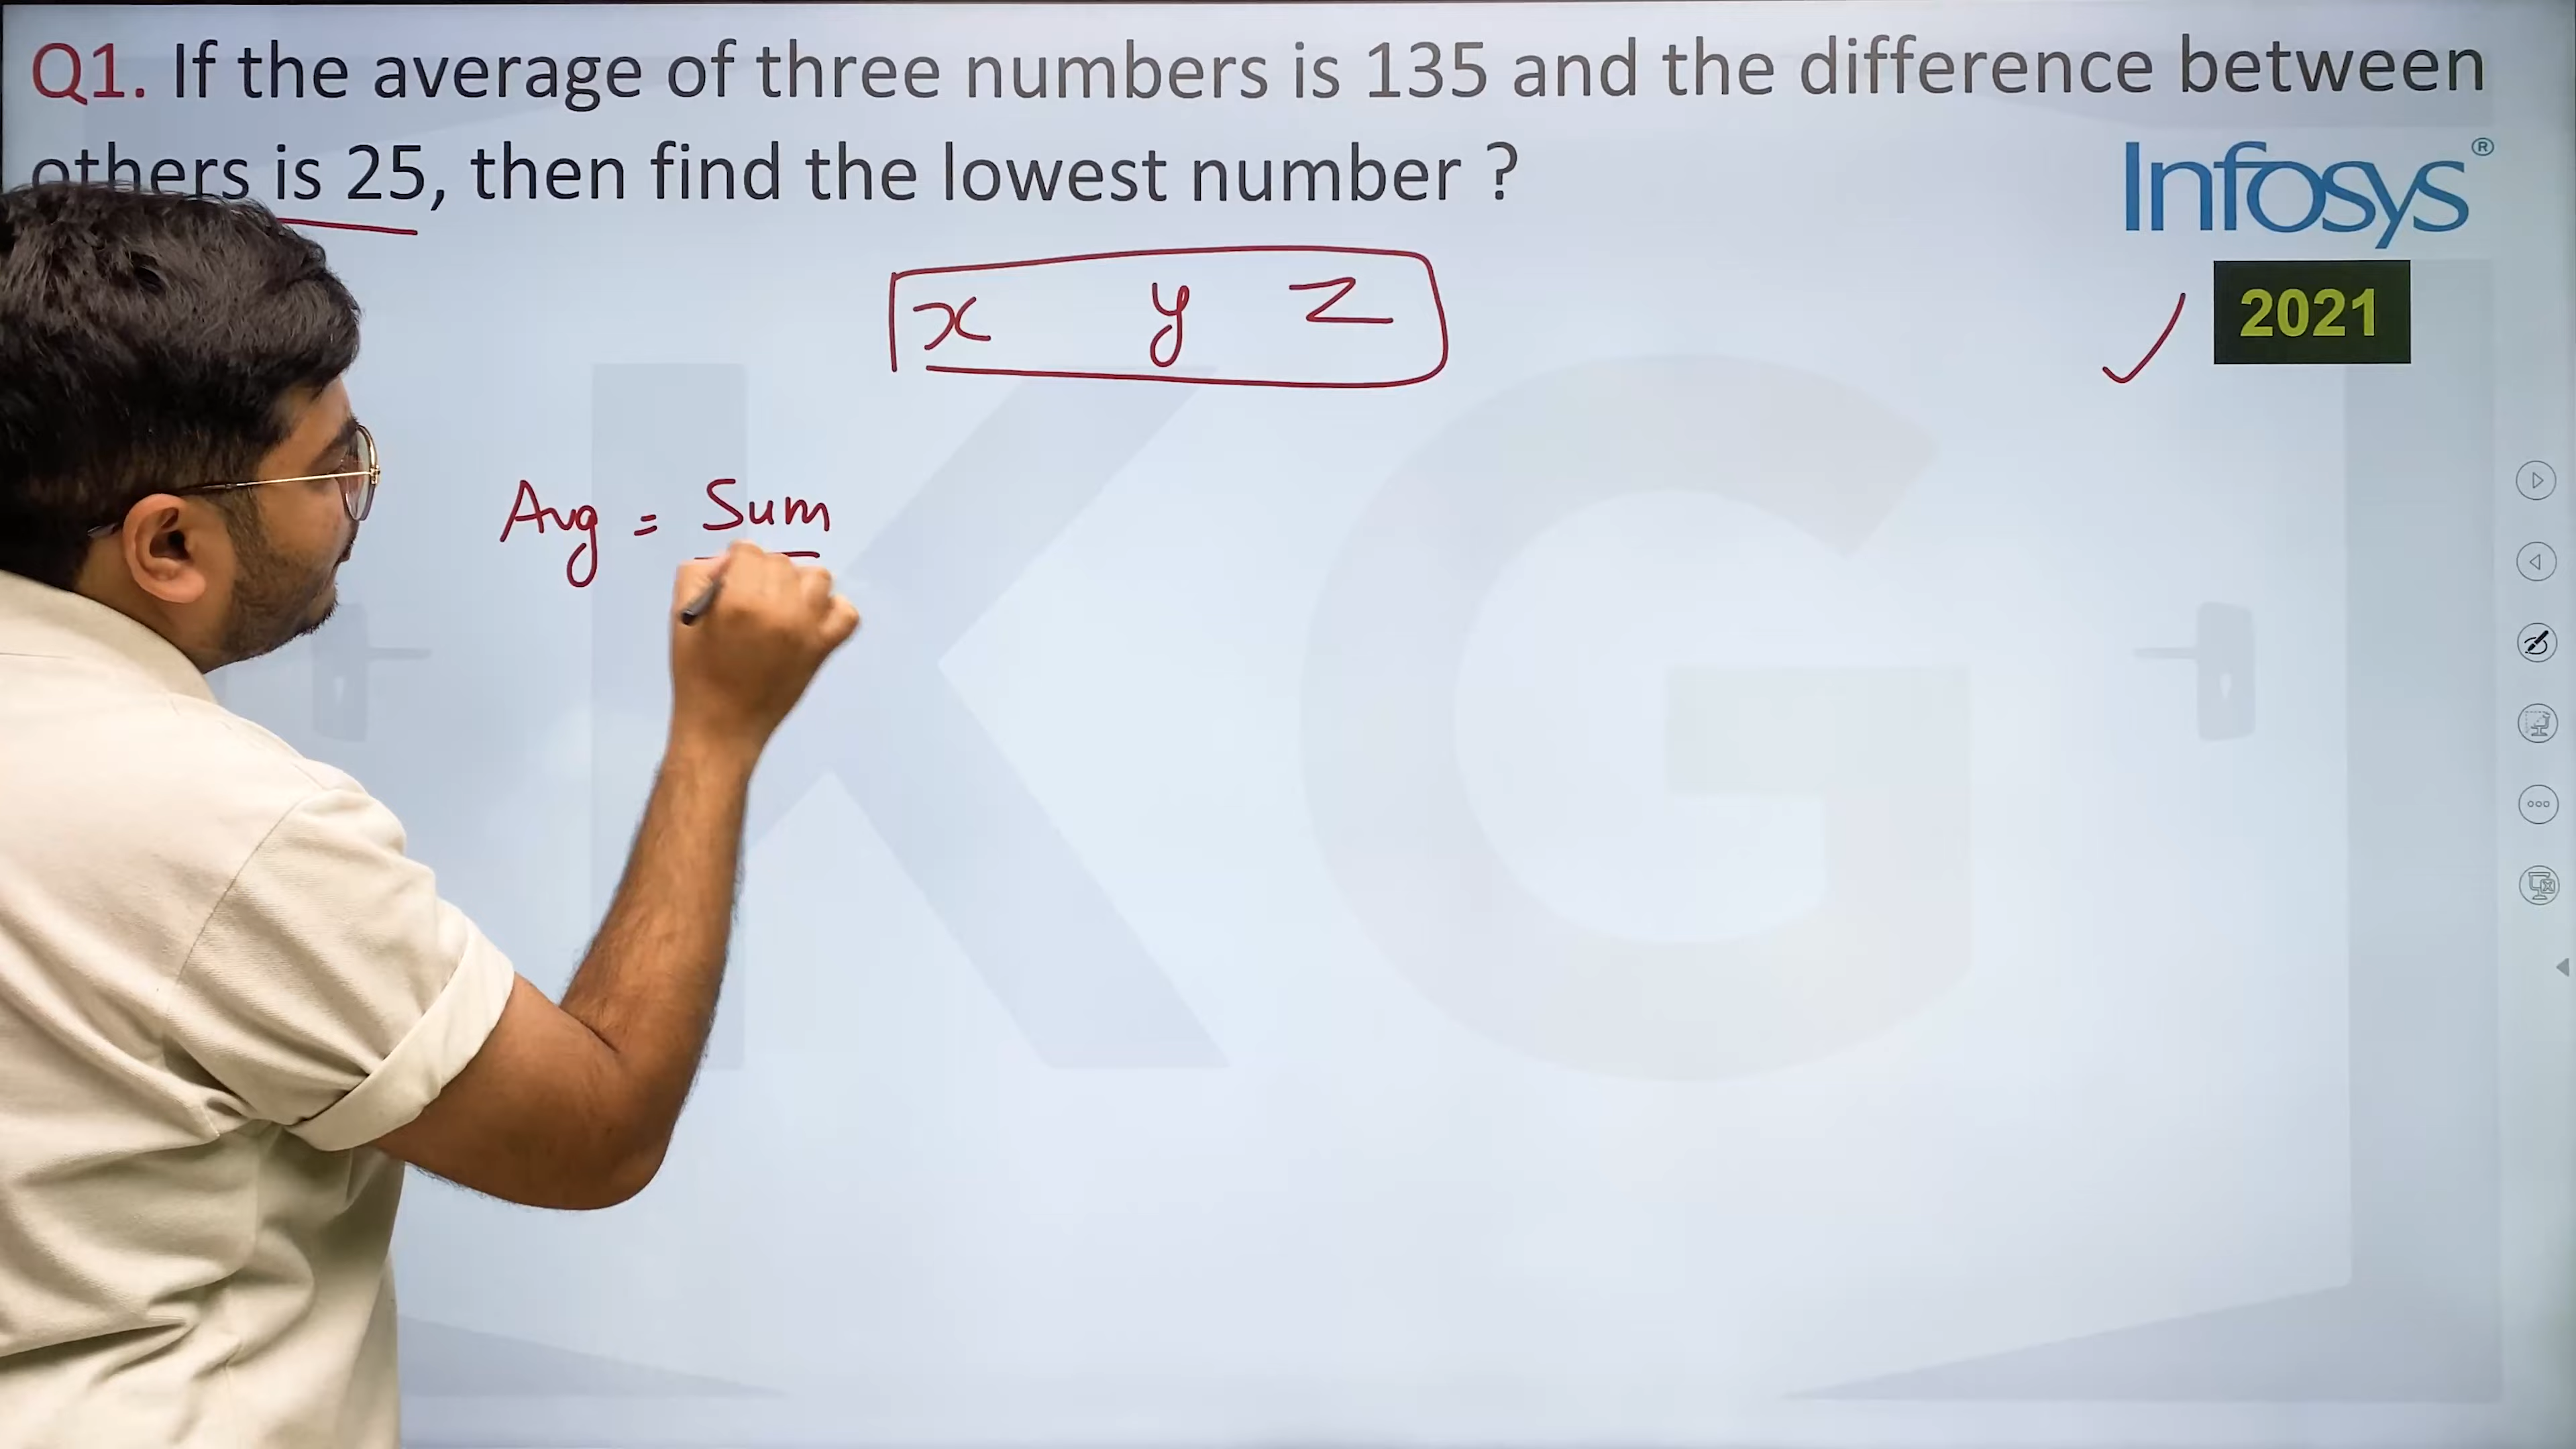 Q1. If the average of three numbers is 135 and the difference between
others is 25, then find the lowest number ?
Infosys®
2021
x y z
Avg = Sum
KG